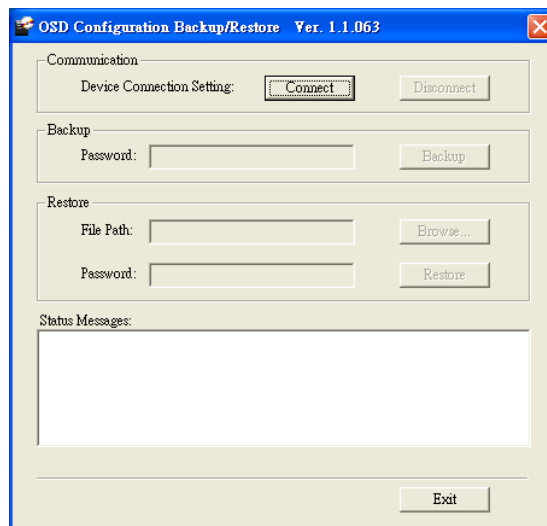 OSD Configuration Backup/Restore Ver. 1.1.063
Communication
Device Connection Setting: Connect Disconnect
Backup
Password: Backup
Restore
File Path: Browse...
Password: Restore
Status Messages:
Exit